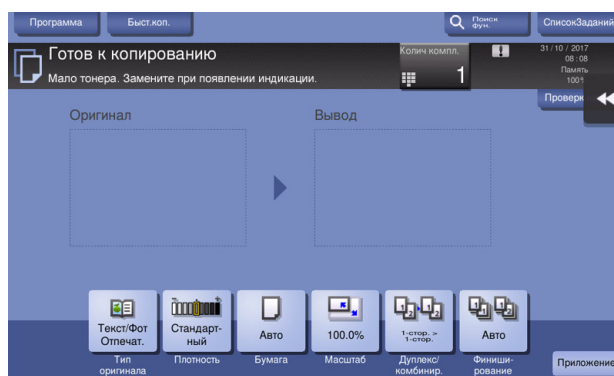 Программа
Быст.коп.
Поиск
фун.
СписокЗаданий
Готов к копированию
Мало тонера. Замените при появлении индикации.
Колич компл.
1
31/10 / 2017
08:08
Память
100%
Проверк
Оригинал
Вывод
Текст/Фот
Отпечат.
Стандарт-
ный
Авто
100.0%
1-стор. >
1-стор.
Авто
Тип
оригинала
Плотность
Бумага
Масштаб
Дуплекс/
комбинир.
Финиши-
рование
Приложение